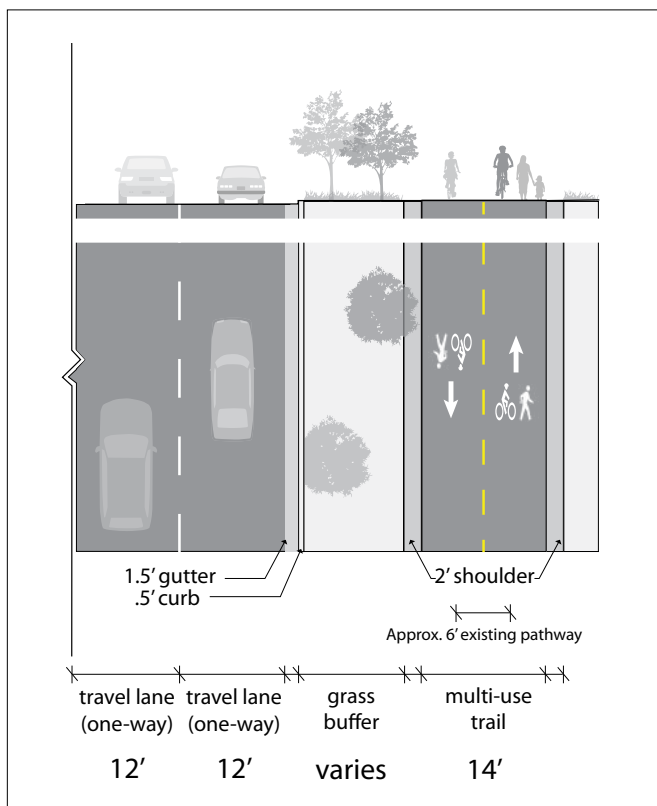 1.5’ gutter
.5’ curb
2’ shoulder
Approx. 6’ existing pathway
travel lane
(one-way)
12’
travel lane
(one-way)
12’
grass
buffer
varies
multi-use
trail
14’